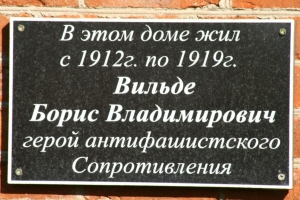 В этом доме жил
с 1912г. по 1919г.
Вильде
Борис Владимирович
герой антифашистского
Сопротивления